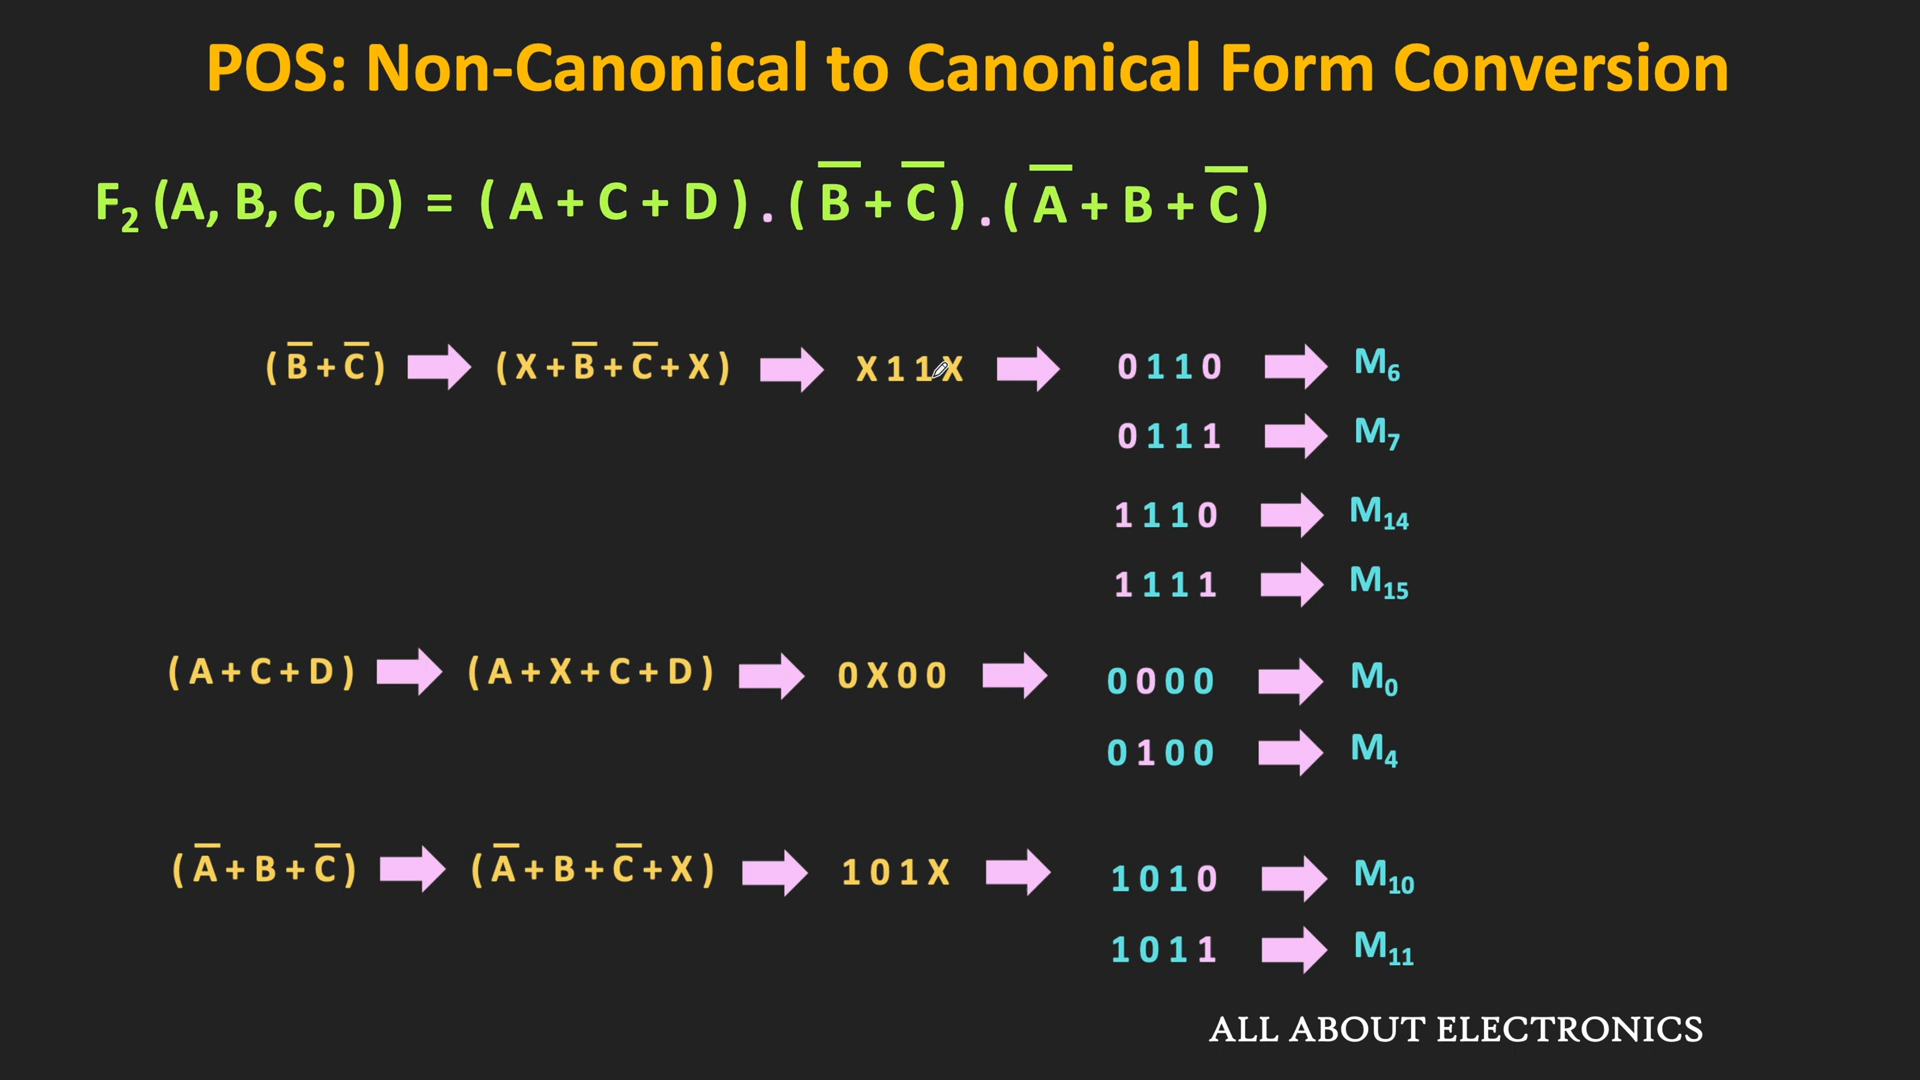 POS: Non-Canonical to Canonical Form Conversion
F₂ (A, B, C, D) = ( A + C + D ) . ( B̅ + C̅ ) . ( A̅ + B + C̅ )
( B̅ + C̅ ) ( X + B̅ + C̅ + X ) X 1 1 X 0 1 1 0 M₆
0 1 1 1 M₇
1 1 1 0 M₁₄
1 1 1 1 M₁₅
( A + C + D ) ( A + X + C + D ) 0 X 0 0 0 0 0 0 M₀
0 1 0 0 M₄
( A̅ + B + C̅ ) ( A̅ + B + C̅ + X ) 1 0 1 X 1 0 1 0 M₁₀
1 0 1 1 M₁₁
ALL ABOUT ELECTRONICS